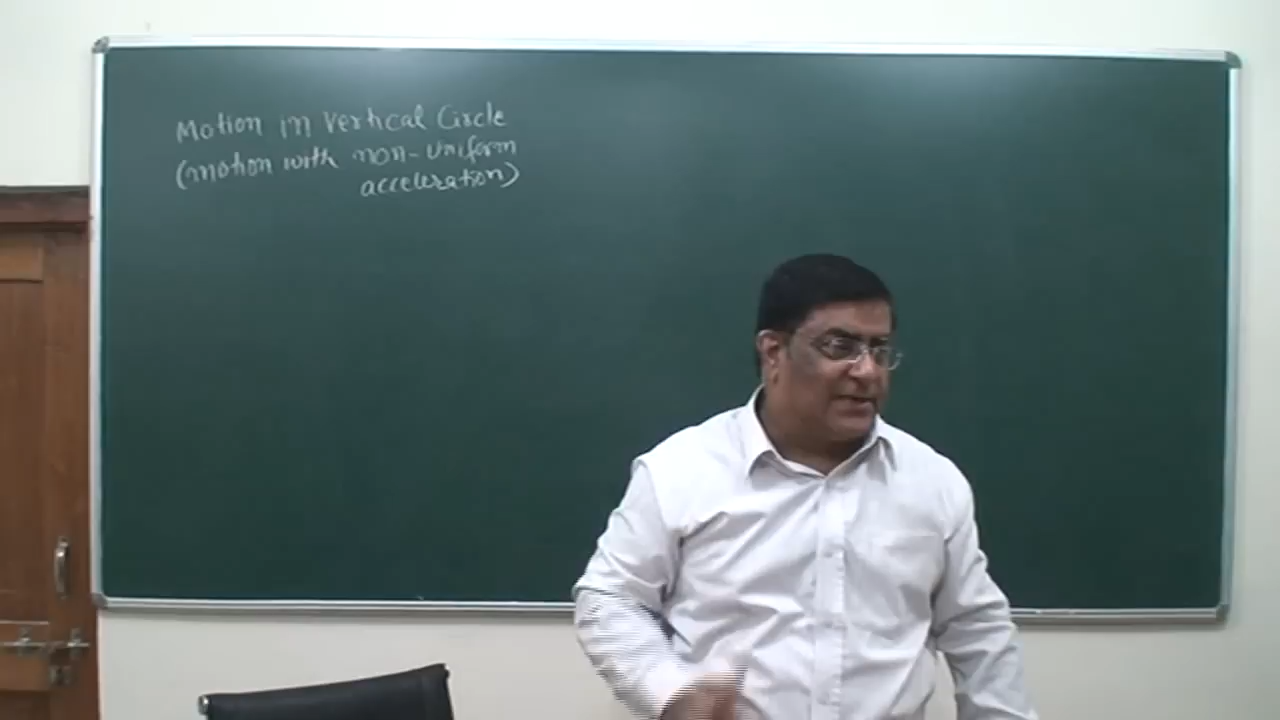 Motion in Vertical Circle
(motion with non-uniform
acceleration)